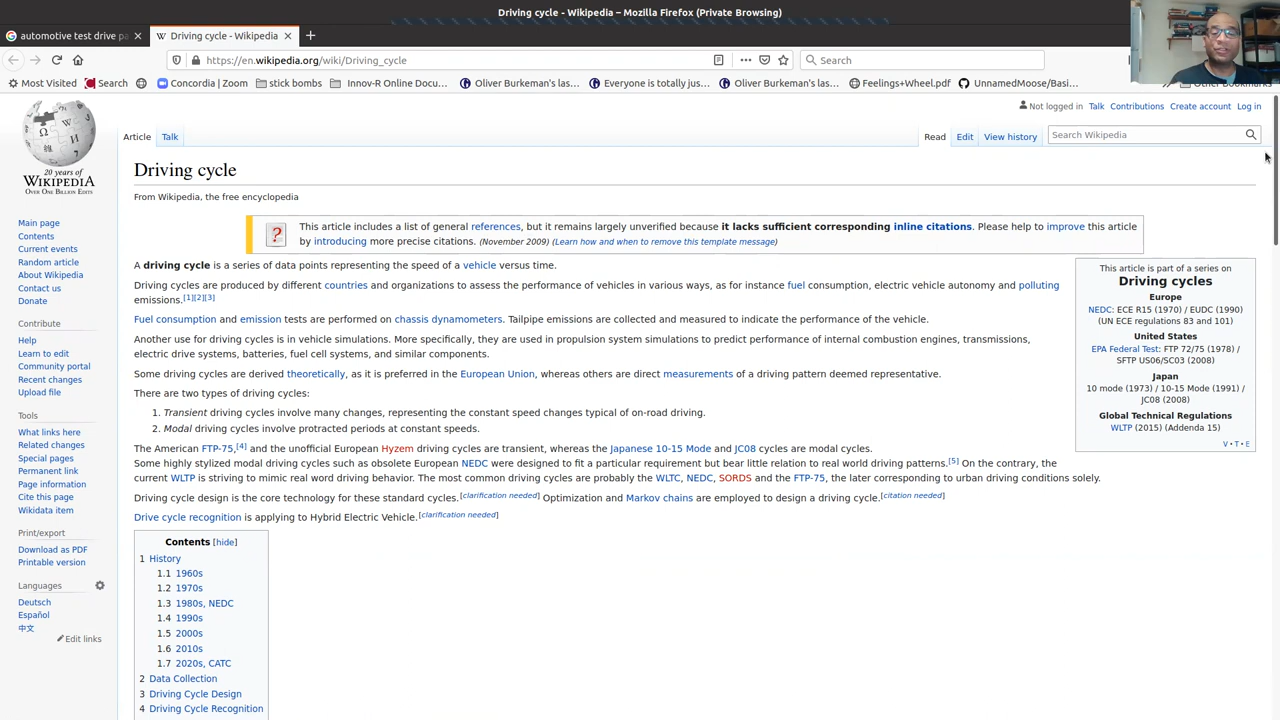 Driving cycle - Wikipedia – Mozilla Firefox (Private Browsing)
automotive test drive pa
Driving cycle - Wikipedia
https://en.wikipedia.org/wiki/Driving_cycle
Search
Most Visited
Search
Concordia | Zoom
stick bombs
Innov-R Online Docu…
Oliver Burkeman's las…
Everyone is totally jus…
Oliver Burkeman's las…
Feelings+Wheel.pdf
UnnamedMoose/Basi…
Other Bookmarks
Not logged in Talk Contributions Create account Log in
Article Talk
Read Edit View history
Search Wikipedia
20 years of
WIKIPEDIA
OVER ONE BILLION EDITS
Main page
Contents
Current events
Random article
About Wikipedia
Contact us
Donate
Contribute
Help
Learn to edit
Community portal
Recent changes
Upload file
Tools
What links here
Related changes
Special pages
Permanent link
Page information
Cite this page
Wikidata item
Print/export
Download as PDF
Printable version
Languages
Deutsch
Español
中文
Edit links
Driving cycle
From Wikipedia, the free encyclopedia
?
This article includes a list of general references, but it remains largely unverified because it lacks sufficient corresponding inline citations. Please help to improve this article
by introducing more precise citations. (November 2009) (Learn how and when to remove this template message)
A driving cycle is a series of data points representing the speed of a vehicle versus time.
Driving cycles are produced by different countries and organizations to assess the performance of vehicles in various ways, as for instance fuel consumption, electric vehicle autonomy and polluting
emissions.[1][2][3]
Fuel consumption and emission tests are performed on chassis dynamometers. Tailpipe emissions are collected and measured to indicate the performance of the vehicle.
Another use for driving cycles is in vehicle simulations. More specifically, they are used in propulsion system simulations to predict performance of internal combustion engines, transmissions,
electric drive systems, batteries, fuel cell systems, and similar components.
Some driving cycles are derived theoretically, as it is preferred in the European Union, whereas others are direct measurements of a driving pattern deemed representative.
There are two types of driving cycles:
1. Transient driving cycles involve many changes, representing the constant speed changes typical of on-road driving.
2. Modal driving cycles involve protracted periods at constant speeds.
The American FTP-75,[4] and the unofficial European Hyzem driving cycles are transient, whereas the Japanese 10-15 Mode and JC08 cycles are modal cycles.
Some highly stylized modal driving cycles such as obsolete European NEDC were designed to fit a particular requirement but bear little relation to real world driving patterns.[5] On the contrary, the
current WLTP is striving to mimic real word driving behavior. The most common driving cycles are probably the WLTC, NEDC, SORDS and the FTP-75, the later corresponding to urban driving conditions solely.
Driving cycle design is the core technology for these standard cycles.[clarification needed] Optimization and Markov chains are employed to design a driving cycle.[citation needed]
Drive cycle recognition is applying to Hybrid Electric Vehicle.[clarification needed]
This article is part of a series on
Driving cycles
Europe
NEDC: ECE R15 (1970) / EUDC (1990)
(UN ECE regulations 83 and 101)
United States
EPA Federal Test: FTP 72/75 (1978) /
SFTP US06/SC03 (2008)
Japan
10 mode (1973) / 10-15 Mode (1991) /
JC08 (2008)
Global Technical Regulations
WLTP (2015) (Addenda 15)
V • T • E
Contents [hide]
1 History
1.1 1960s
1.2 1970s
1.3 1980s, NEDC
1.4 1990s
1.5 2000s
1.6 2010s
1.7 2020s, CATC
2 Data Collection
3 Driving Cycle Design
4 Driving Cycle Recognition